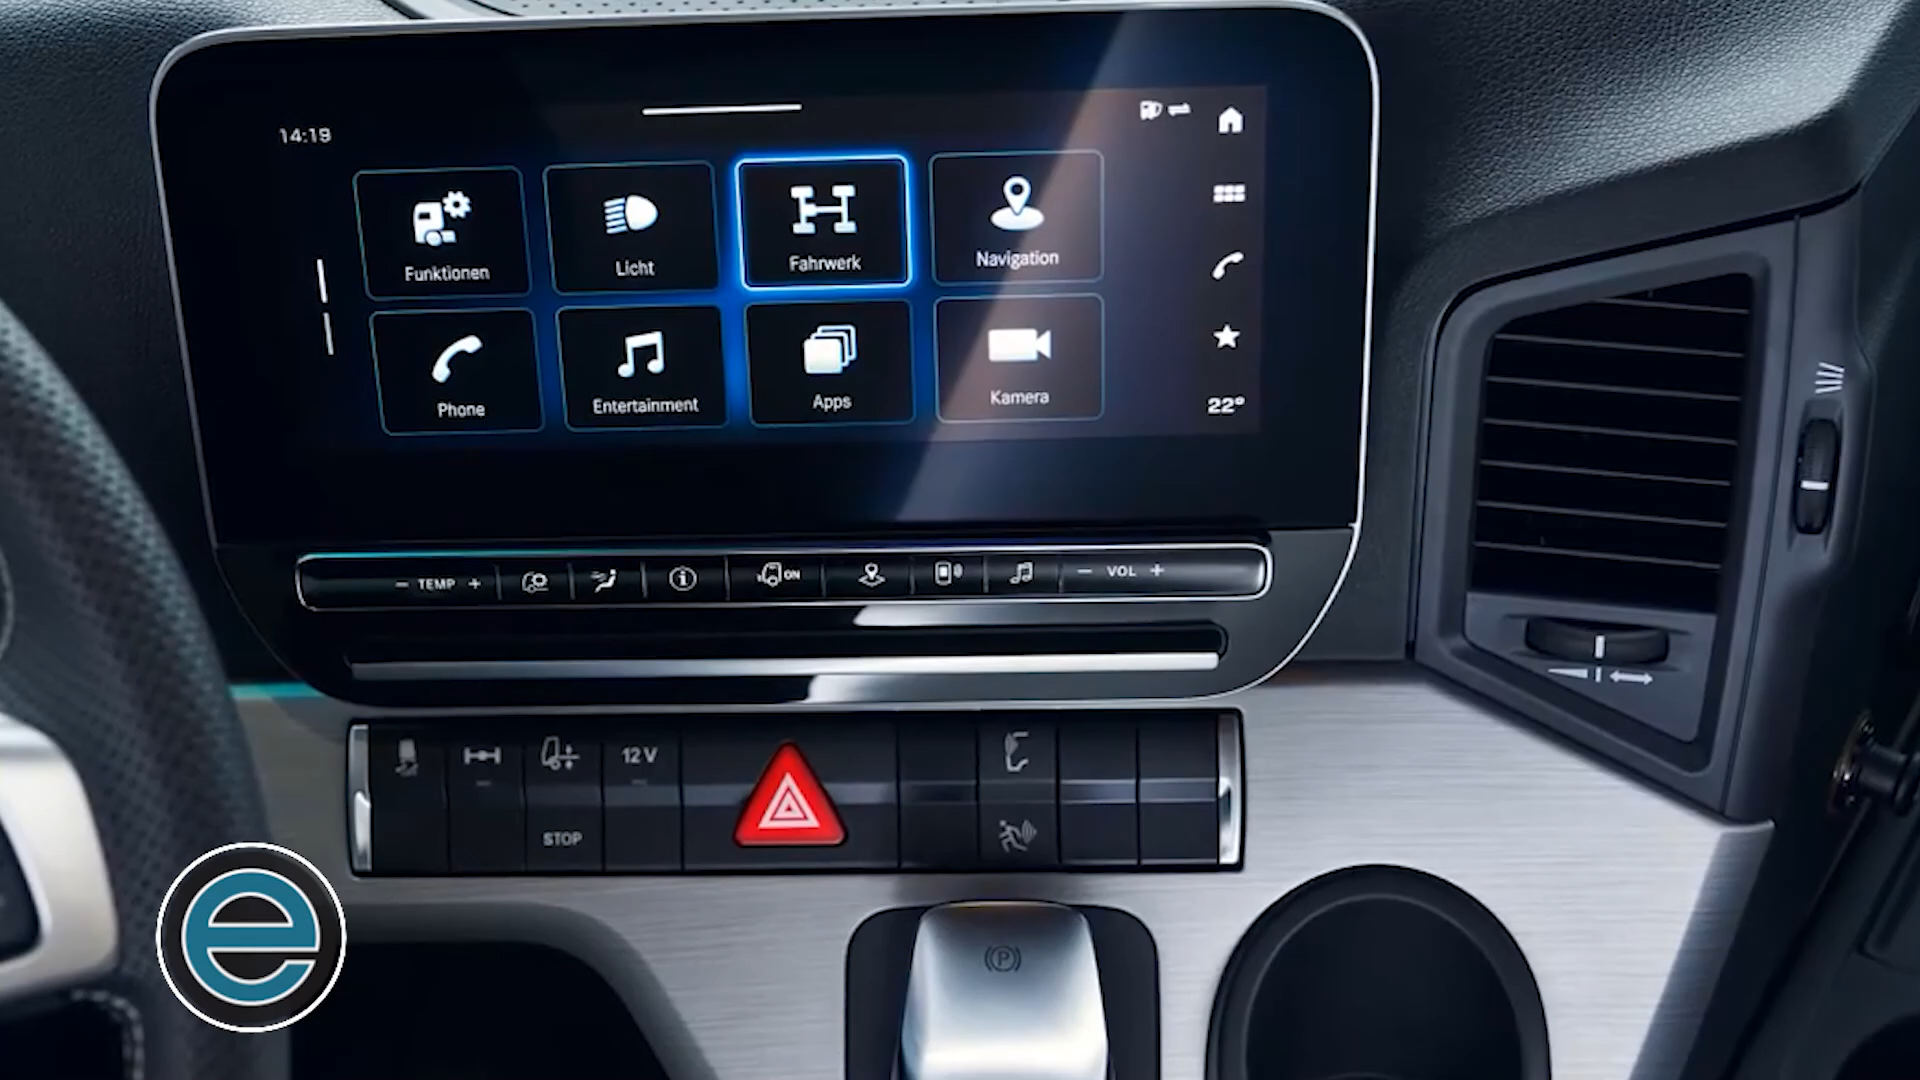 14:19
Funktionen
Licht
Fahrwerk
Navigation
Phone
Entertainment
Apps
Kamera
22°
− TEMP +
ON
− VOL +
12 V
STOP
P
e